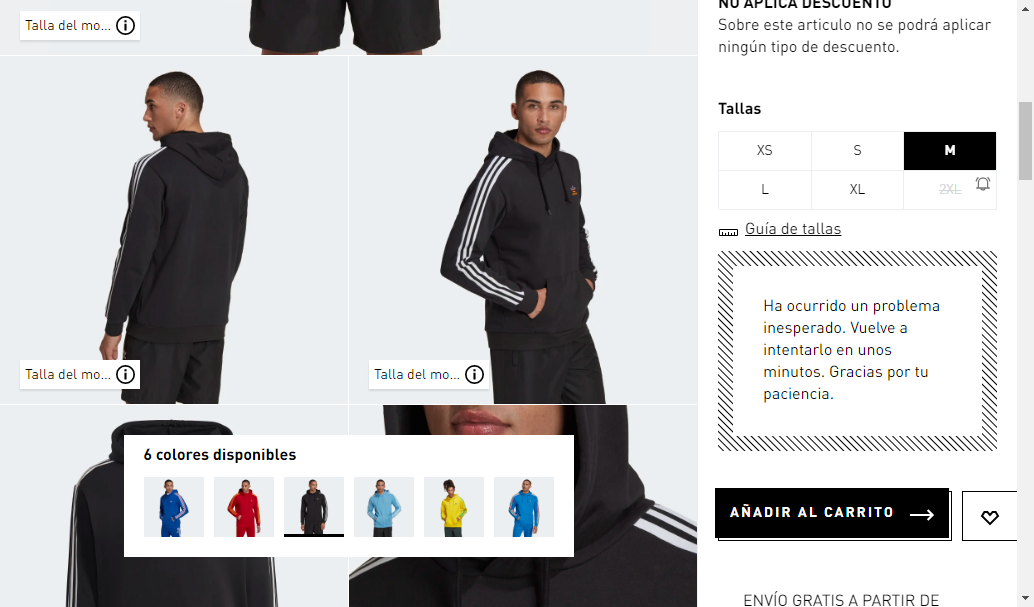 Talla del mo...
Talla del mo...
Talla del mo...
6 colores disponibles
NO APLICA DESCUENTO
Sobre este articulo no se podrá aplicar
ningún tipo de descuento.
Tallas
XS
S
M
L
XL
2XL
Guía de tallas
Ha ocurrido un problema
inesperado. Vuelve a
intentarlo en unos
minutos. Gracias por tu
paciencia.
AÑADIR AL CARRITO
ENVÍO GRATIS A PARTIR DE